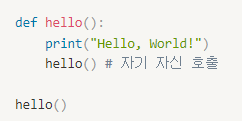 def hello():
    print("Hello, World!")
    hello() # 자기 자신 호출

hello()